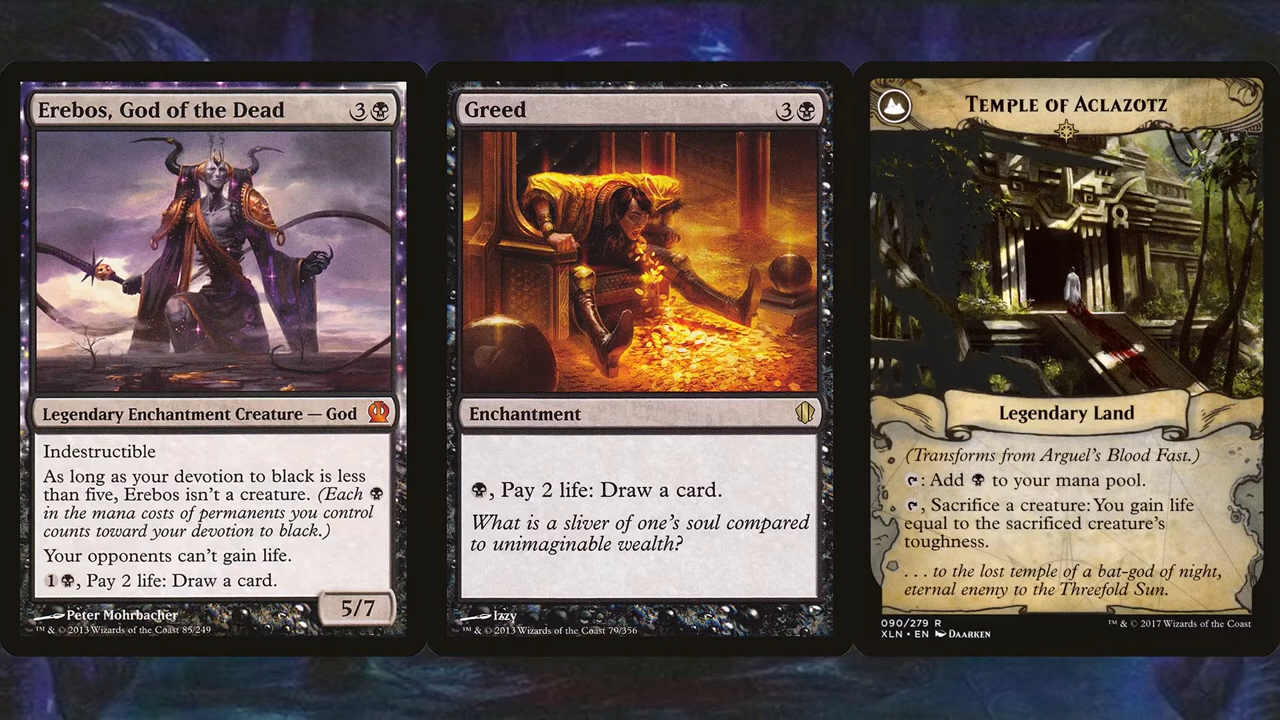 Erebos, God of the Dead 3
Legendary Enchantment Creature — God
Indestructible
As long as your devotion to black is less
than five, Erebos isn't a creature. (Each
in the mana costs of permanents you control
counts toward your devotion to black.)
Your opponents can't gain life.
1 , Pay 2 life: Draw a card.
5/7
Peter Mohrbacher
™ & © 2013 Wizards of the Coast 85/249
Greed 3
Enchantment
, Pay 2 life: Draw a card.
What is a sliver of one's soul compared
to unimaginable wealth?
Izzy
™ & © 2013 Wizards of the Coast 79/356
Temple of Aclazotz
Legendary Land
(Transforms from Arguel's Blood Fast.)
: Add to your mana pool.
, Sacrifice a creature: You gain life
equal to the sacrificed creature's
toughness.
. . . to the lost temple of a bat-god of night,
eternal enemy to the Threefold Sun.
090/279 R
XLN • EN Daarken
™ & © 2017 Wizards of the Coast